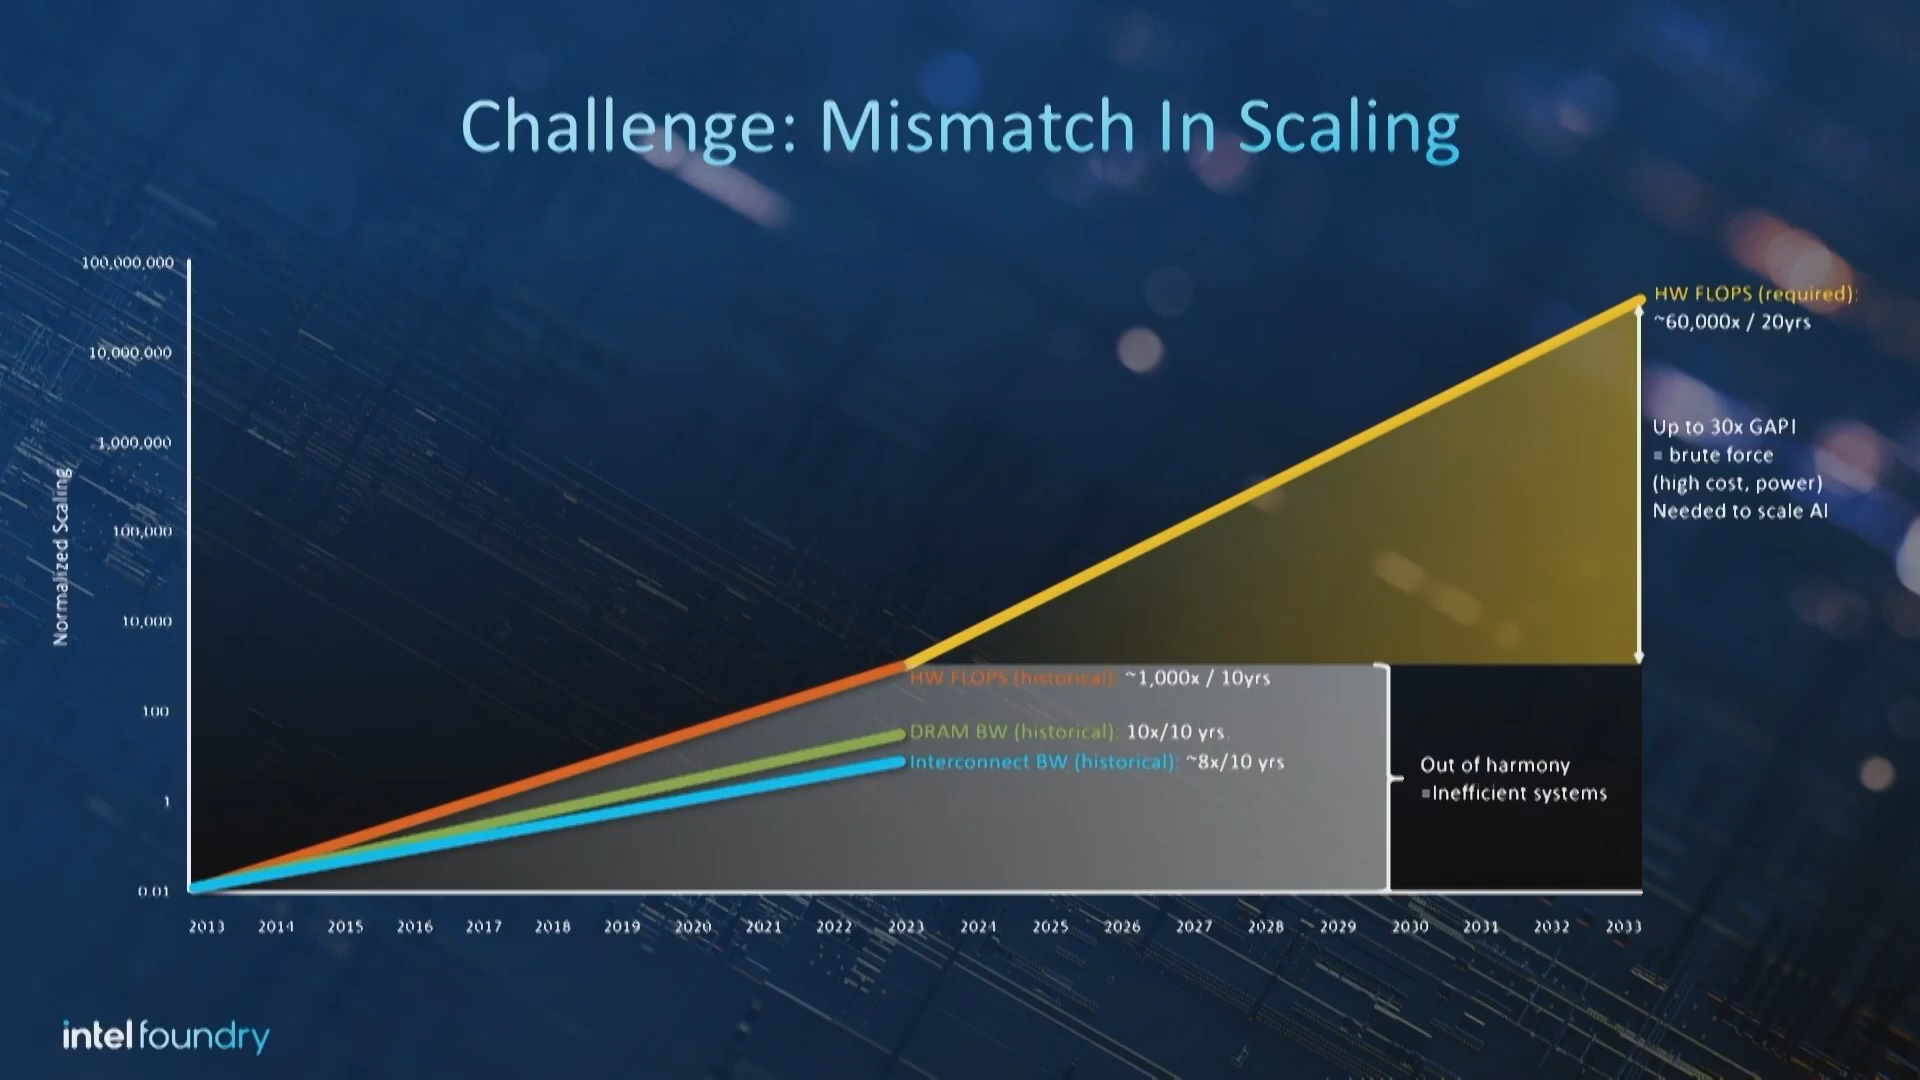 Challenge: Mismatch In Scaling
100,000,000
10,000,000
1,000,000
100,000
10,000
100
1
0.01
Normalized Scaling
HW FLOPS (required):
~60,000x / 20yrs
Up to 30x GAPI
▪ brute force
(high cost, power)
Needed to scale AI
HW FLOPS (historical): ~1,000x / 10yrs
DRAM BW (historical): 10x/10 yrs.
Interconnect BW (historical): ~8x/10 yrs
Out of harmony
▪Inefficient systems
2013 2014 2015 2016 2017 2018 2019 2020 2021 2022 2023 2024 2025 2026 2027 2028 2029 2030 2031 2032 2033
intel foundry